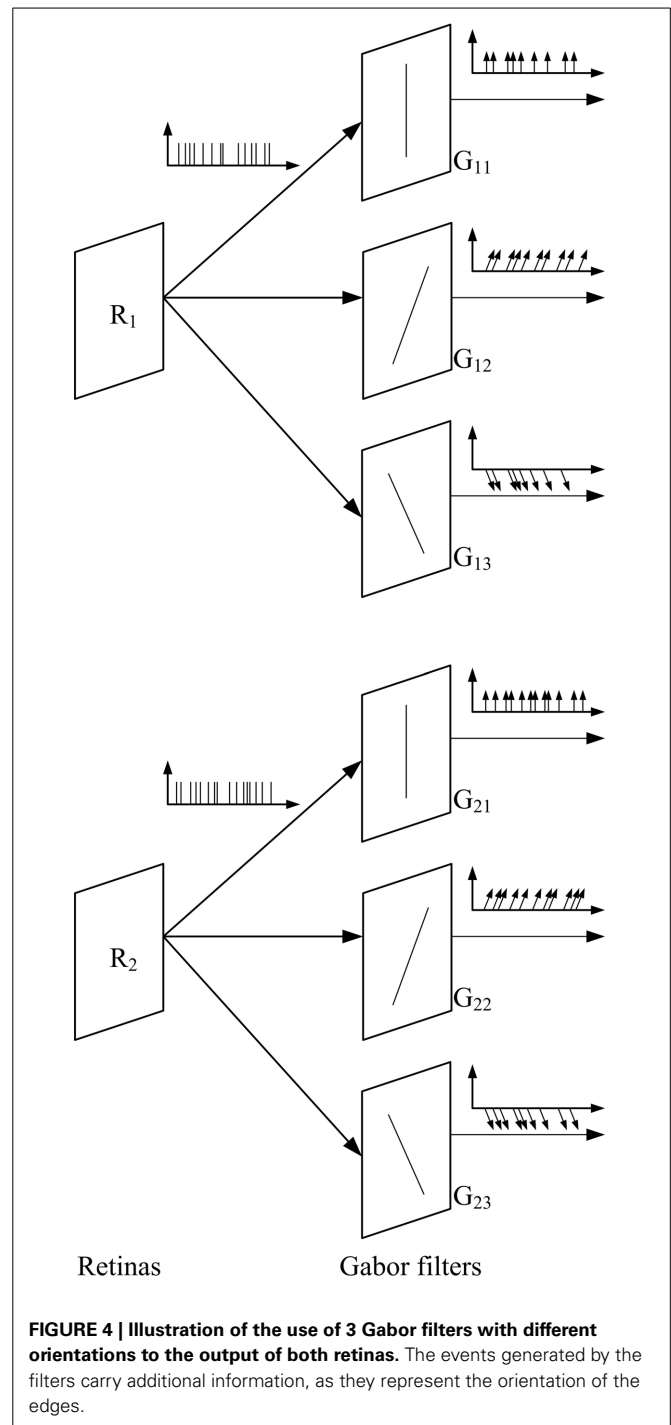 G₁₁
R₁
G₁₂
G₁₃
G₂₁
R₂
G₂₂
G₂₃
Retinas
Gabor filters
FIGURE 4 | Illustration of the use of 3 Gabor filters with different
orientations to the output of both retinas. The events generated by the
filters carry additional information, as they represent the orientation of the
edges.